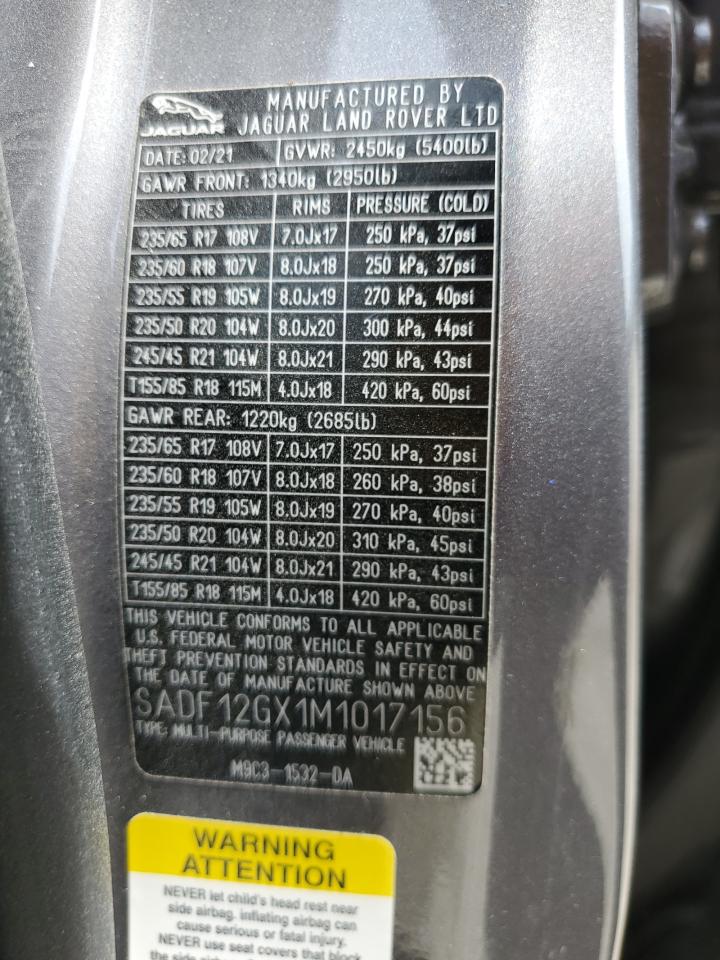 JAGUAR
MANUFACTURED BY
JAGUAR LAND ROVER LTD
DATE: 02/21 GVWR: 2450kg (5400lb)
GAWR FRONT: 1340kg (2950lb)
TIRES RIMS PRESSURE (COLD)
235/65 R17 108V 7.0Jx17 250 kPa, 37psi
235/60 R18 107V 8.0Jx18 250 kPa, 37psi
235/55 R19 105W 8.0Jx19 270 kPa, 40psi
235/50 R20 104W 8.0Jx20 300 kPa, 44psi
245/45 R21 104W 8.0Jx21 290 kPa, 43psi
T155/85 R18 115M 4.0Jx18 420 kPa, 60psi
GAWR REAR: 1220kg (2685lb)
235/65 R17 108V 7.0Jx17 250 kPa, 37psi
235/60 R18 107V 8.0Jx18 260 kPa, 38psi
235/55 R19 105W 8.0Jx19 270 kPa, 40psi
235/50 R20 104W 8.0Jx20 310 kPa, 45psi
245/45 R21 104W 8.0Jx21 290 kPa, 43psi
T155/85 R18 115M 4.0Jx18 420 kPa, 60psi
THIS VEHICLE CONFORMS TO ALL APPLICABLE
U.S. FEDERAL MOTOR VEHICLE SAFETY AND
THEFT PREVENTION STANDARDS IN EFFECT ON
THE DATE OF MANUFACTURE SHOWN ABOVE
SADF12GX1M1017156
TYPE: MULTI-PURPOSE PASSENGER VEHICLE
M9C3-1532-DA
WARNING
ATTENTION
NEVER let child's head rest near
side airbag. inflating airbag can
cause serious or fatal injury.
NEVER use seat covers that block